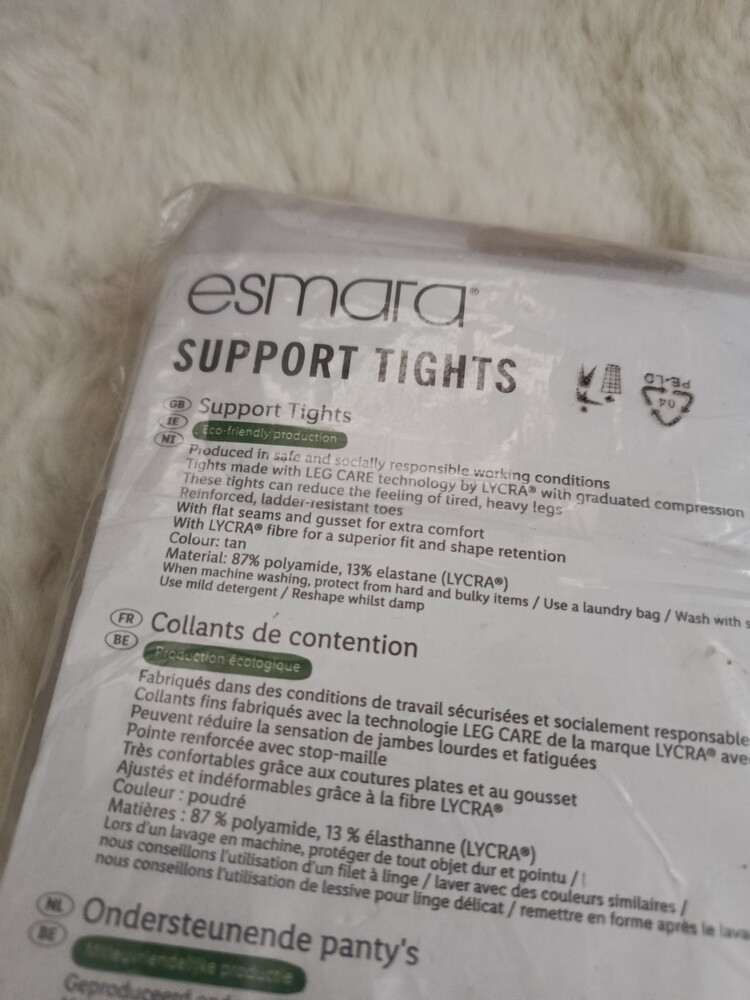 esmara®
SUPPORT TIGHTS
04
PE-LD
GB
IE
NI
Support Tights
Eco-friendly production
Produced in safe and socially responsible working conditions
Tights made with LEG CARE technology by LYCRA® with graduated compression
These tights can reduce the feeling of tired, heavy legs
Reinforced, ladder-resistant toes
With flat seams and gusset for extra comfort
With LYCRA® fibre for a superior fit and shape retention
Colour: tan
Material: 87% polyamide, 13% elastane (LYCRA®)
When machine washing, protect from hard and bulky items / Use a laundry bag / Wash with s
Use mild detergent / Reshape whilst damp
FR
BE
Collants de contention
Production écologique
Fabriqués dans des conditions de travail sécurisées et socialement responsable
Collants fins fabriqués avec la technologie LEG CARE de la marque LYCRA® ave
Peuvent réduire la sensation de jambes lourdes et fatiguées
Pointe renforcée avec stop-maille
Très confortables grâce aux coutures plates et au gousset
Ajustés et indéformables grâce à la fibre LYCRA®
Couleur : poudré
Matières : 87 % polyamide, 13 % élasthanne (LYCRA®)
Lors d'un lavage en machine, protéger de tout objet dur et pointu /
nous conseillons l'utilisation d'un filet à linge / laver avec des couleurs similaires /
nous conseillons l'utilisation de lessive pour linge délicat / remettre en forme après le lava
NL
BE
Ondersteunende panty's
Milieuvriendelijke productie
Geproduceerd